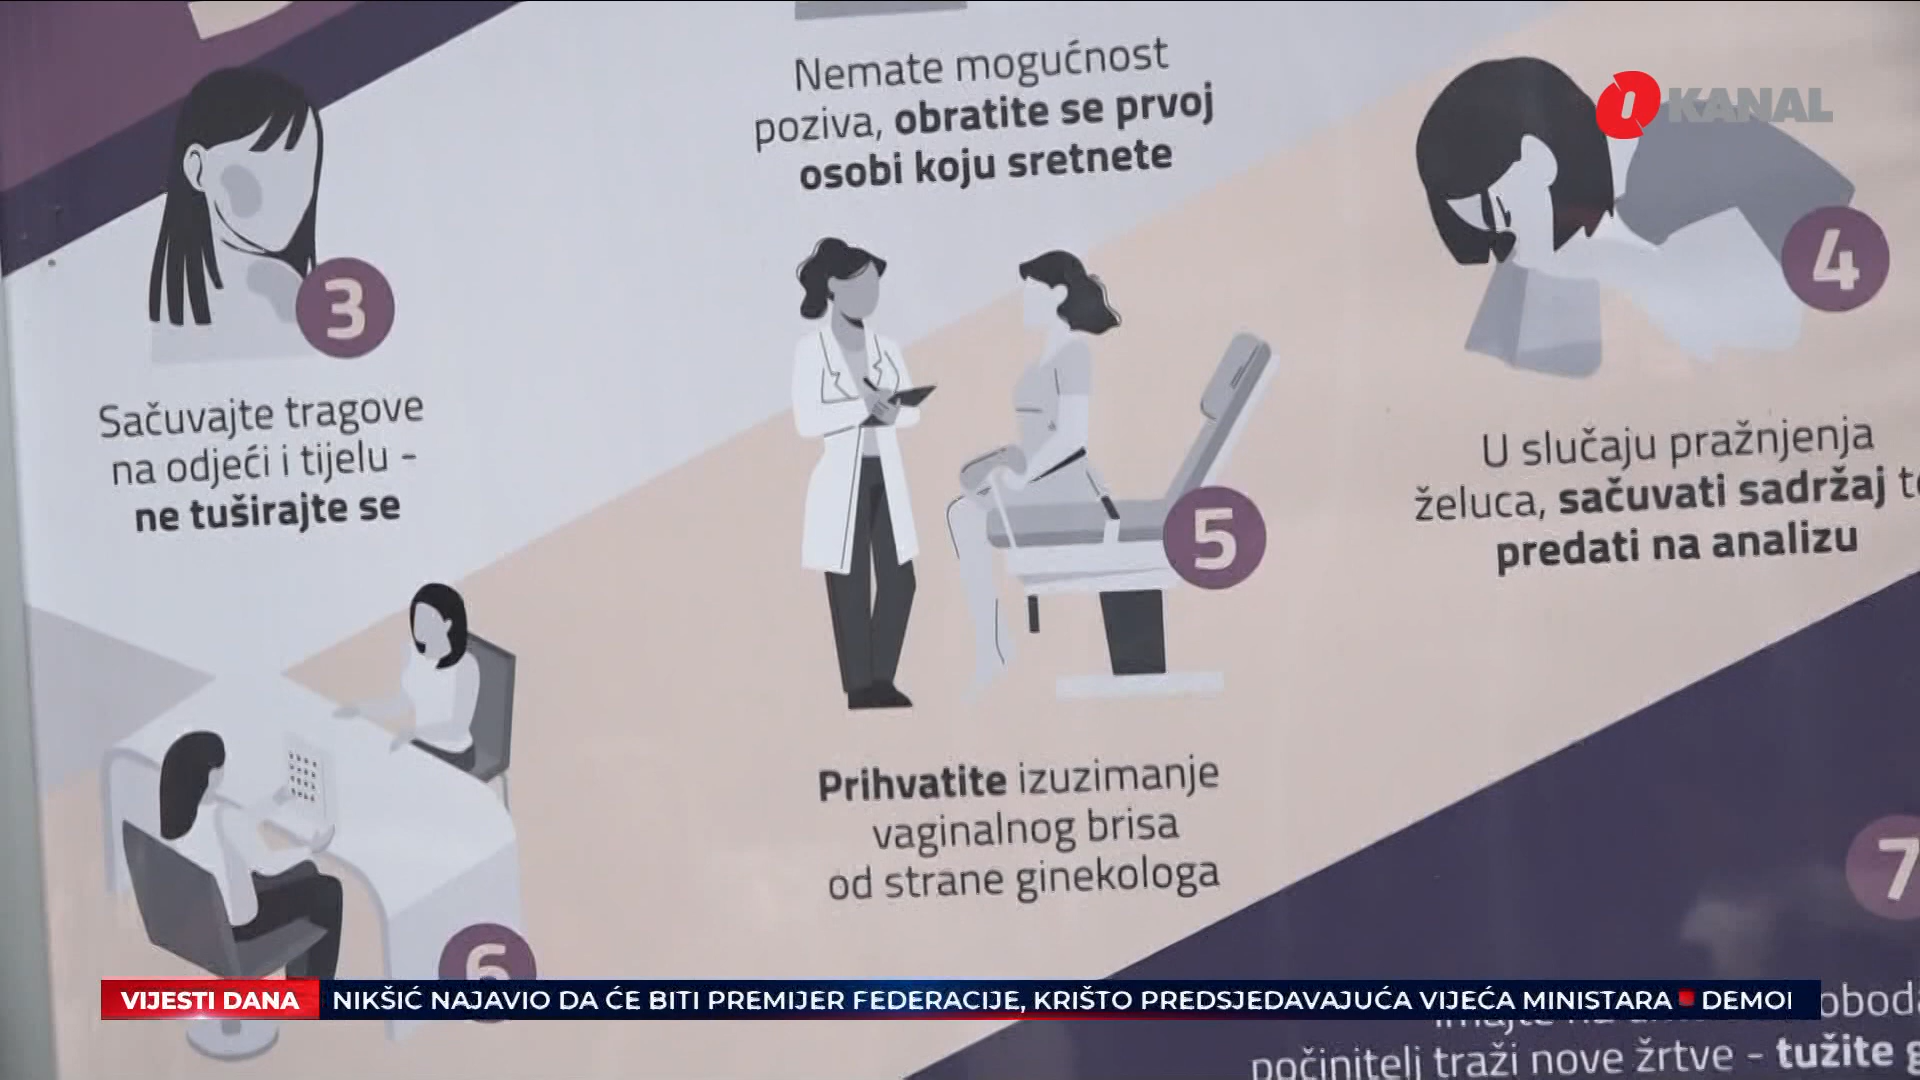 Nemate mogućnost
poziva, obratite se prvoj
osobi koju sretnete
KANAL
3
Sačuvajte tragove
na odjeći i tijelu -
ne tuširajte se
4
U slučaju pražnjenja
želuca, sačuvati sadržaj
predati na analizu
5
Prihvatite izuzimanje
vaginalnog brisa
od strane ginekologa
6
7
počinitelj traži nove žrtve - tužite
VIJESTI DANA NIKŠIĆ NAJAVIO DA ĆE BITI PREMIJER FEDERACIJE, KRIŠTO PREDSJEDAVAJUĆA VIJEĆA MINISTARA